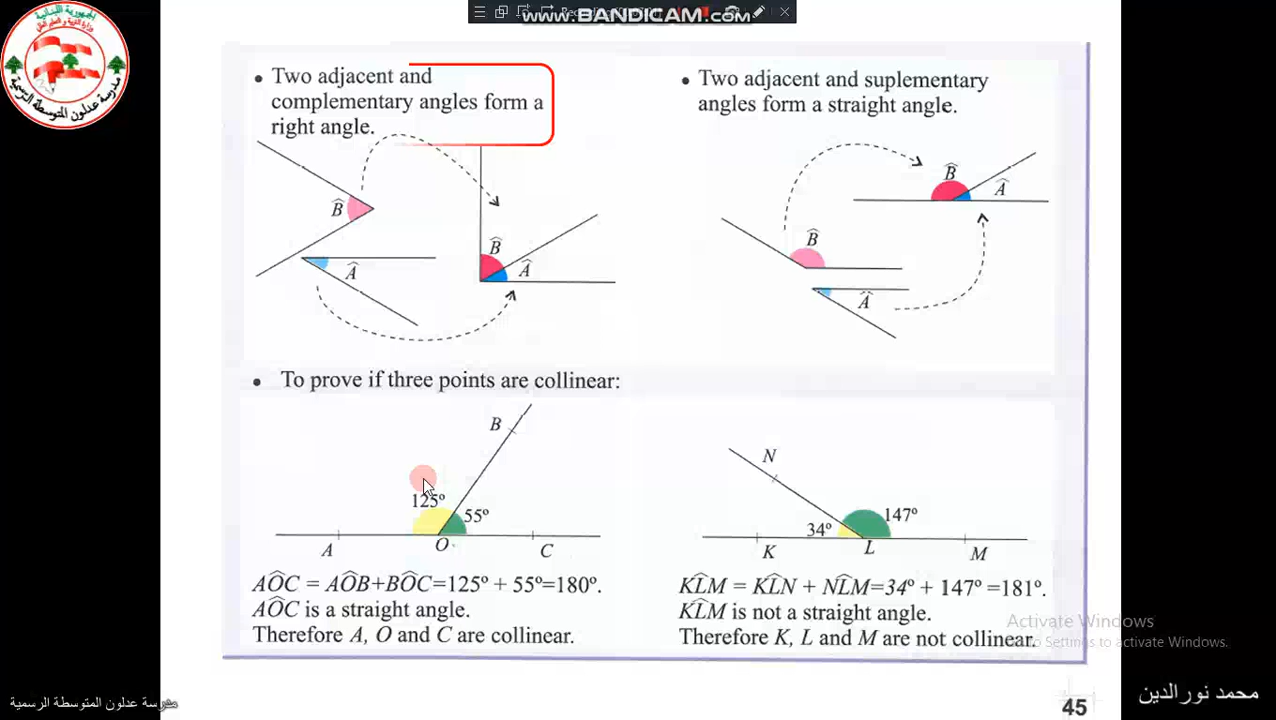 الجمهورية اللبنانية
مدرسة عدلون المتوسطة الرسمية
www.BANDICAM.com
• Two adjacent and
complementary angles form a
right angle.
B̂
Â
B̂
Â
• Two adjacent and suplementary
angles form a straight angle.
B̂
Â
B̂
Â
• To prove if three points are collinear:
B
125º
55º
A
O
C
AÔC = AÔB+BÔC=125º + 55º=180º.
AÔC is a straight angle.
Therefore A, O and C are collinear.
N
147º
34º
K
L
M
KL̂M = KL̂N + NL̂M=34º + 147º =181º.
KL̂M is not a straight angle.
Therefore K, L and M are not collinear.
Activate Windows
Go to Settings to activate Windows.
45
مدرسة عدلون المتوسطة الرسمية
محمد نور الدين